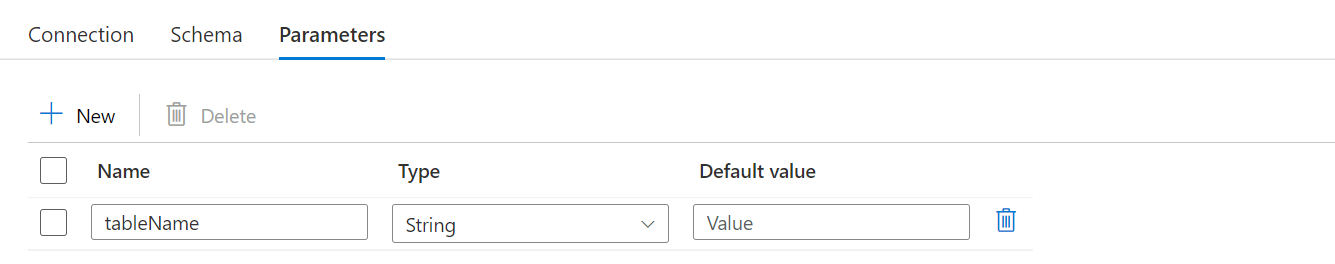 Connection Schema Parameters
New Delete
Name Type Default value
tableName String Value